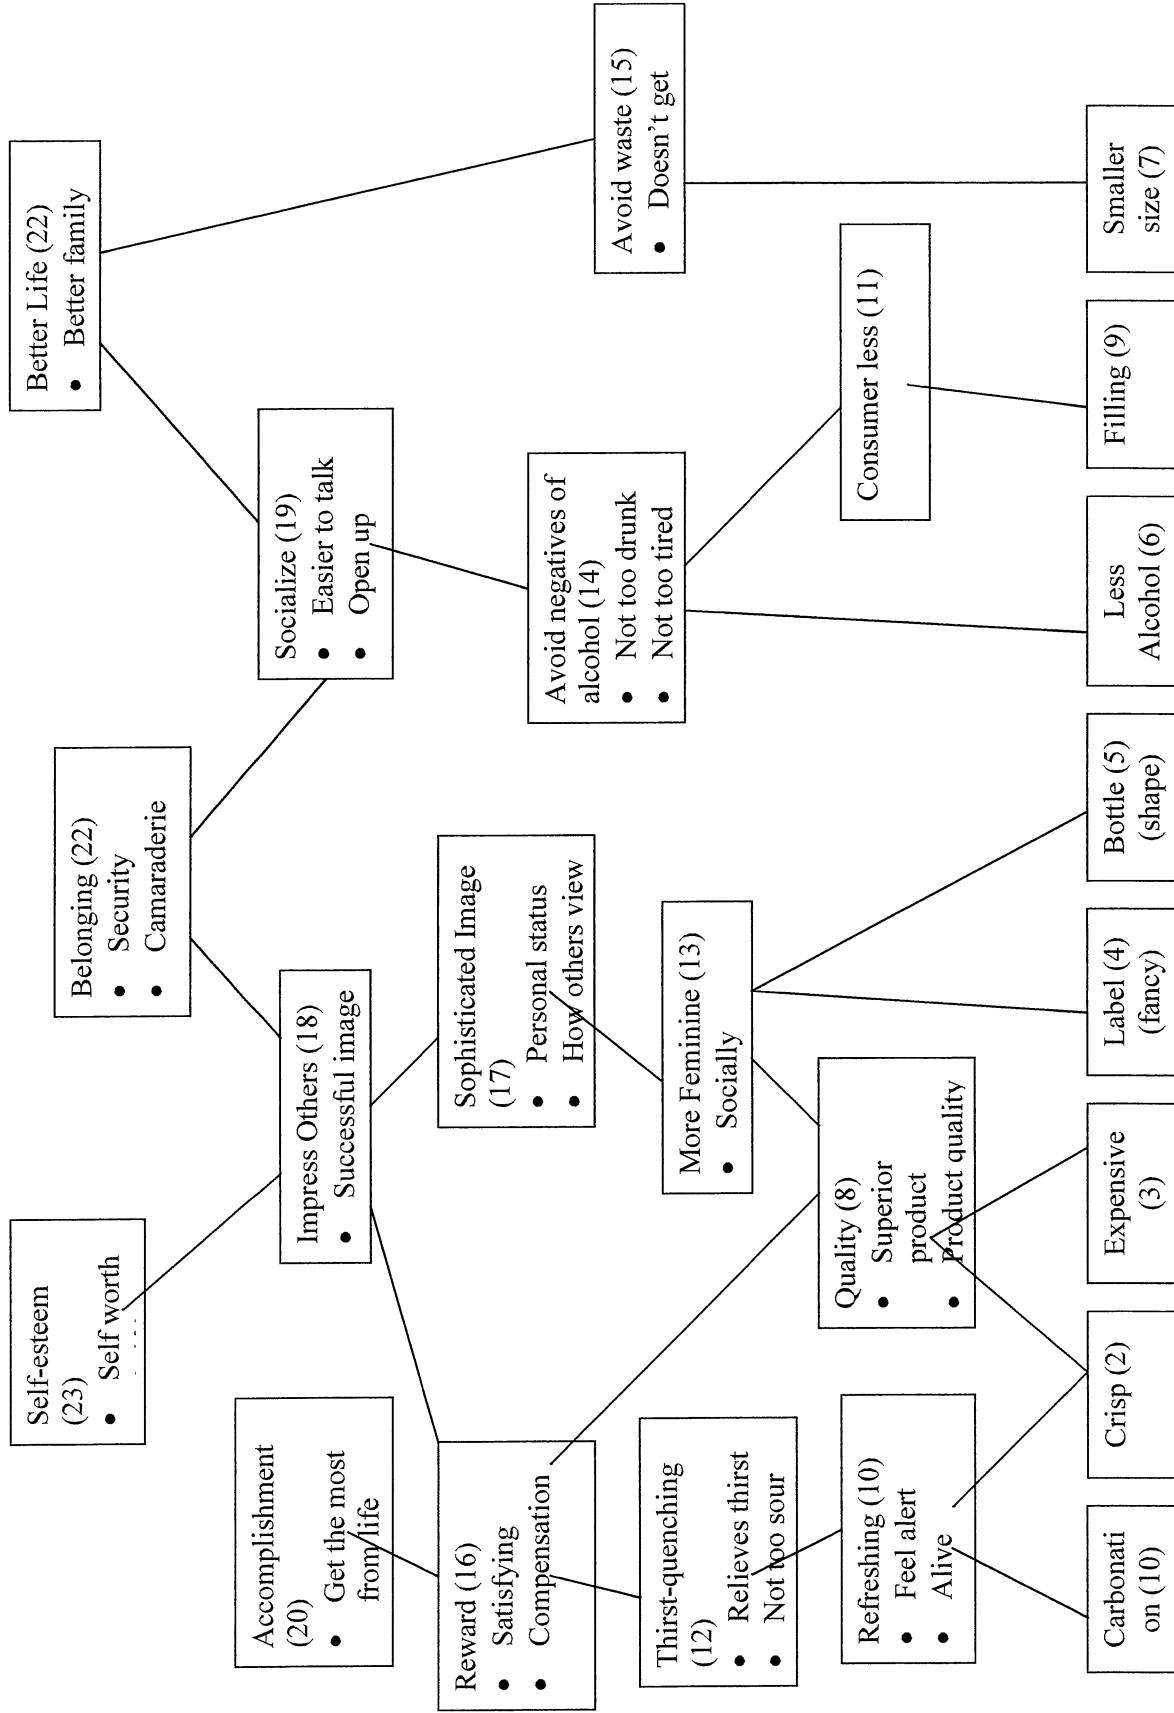 Self-esteem
(23)
• Self worth
Belonging (22)
• Security
• Camaraderie
Better Life (22)
• Better family
Accomplishment
(20)
• Get the most
from life
Impress Others (18)
• Successful image
Socialize (19)
• Easier to talk
• Open up
Reward (16)
• Satisfying
• Compensation
Sophisticated Image
(17)
• Personal status
• How others view
Avoid negatives of
alcohol (14)
• Not too drunk
• Not too tired
Avoid waste (15)
• Doesn't get
Thirst-quenching
(12)
• Relieves thirst
• Not too sour
More Feminine (13)
• Socially
Refreshing (10)
• Feel alert
• Alive
Quality (8)
• Superior
product
• Product quality
Consumer less (11)
Carbonati
on (10)
Crisp (2)
Expensive
(3)
Label (4)
(fancy)
Bottle (5)
(shape)
Less
Alcohol (6)
Filling (9)
Smaller
size (7)